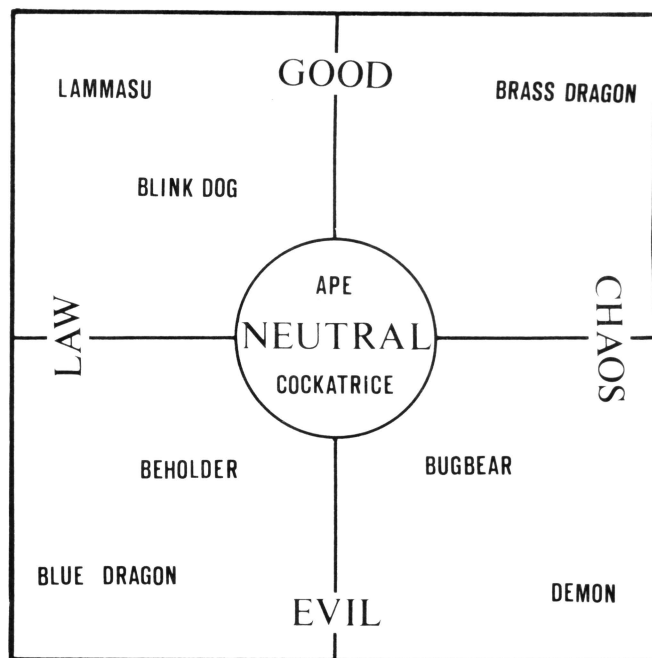 GOOD
LAMMASU
BRASS DRAGON
BLINK DOG
APE
LAW
NEUTRAL
CHAOS
COCKATRICE
BEHOLDER
BUGBEAR
BLUE DRAGON
DEMON
EVIL